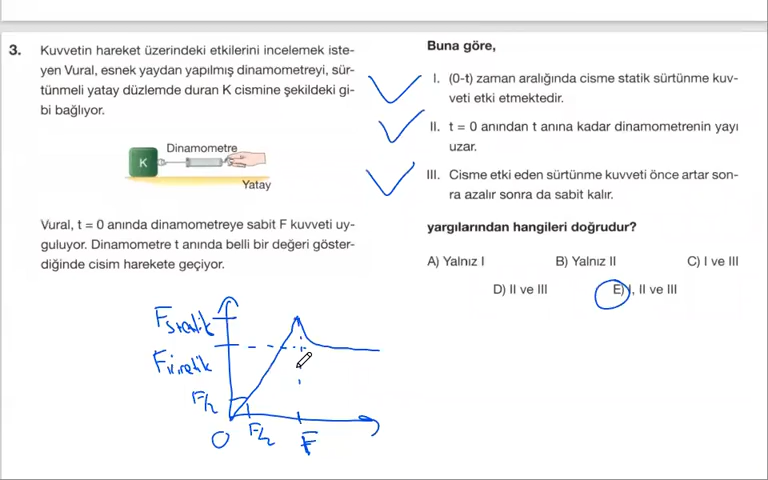 3. Kuvvetin hareket üzerindeki etkilerini incelemek iste-
yen Vural, esnek yaydan yapılmış dinamometreyi, sür-
tünmeli yatay düzlemde duran K cismine şekildeki gi-
bi bağlıyor.
Dinamometre
K
Yatay
Vural, t = 0 anında dinamometreye sabit F kuvveti uy-
guluyor. Dinamometre t anında belli bir değeri göster-
diğinde cisim harekete geçiyor.
Fstatik
Fkinetik
F/2
O
F/2
F
Buna göre,
I. (0-t) zaman aralığında cisme statik sürtünme kuv-
veti etki etmektedir.
II. t = 0 anından t anına kadar dinamometrenin yayı
uzar.
III. Cisme etki eden sürtünme kuvveti önce artar son-
ra azalır sonra da sabit kalır.
yargılarından hangileri doğrudur?
A) Yalnız I B) Yalnız II C) I ve III
D) II ve III E) I, II ve III